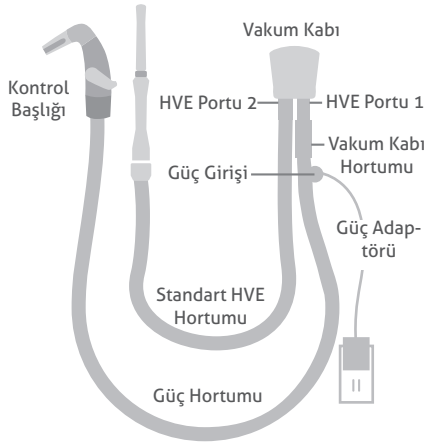 Vakum Kabı
Kontrol
Başlığı
HVE Portu 2
HVE Portu 1
Vakum Kabı
Hortumu
Güç Girişi
Güç Adap-
törü
Standart HVE
Hortumu
Güç Hortumu